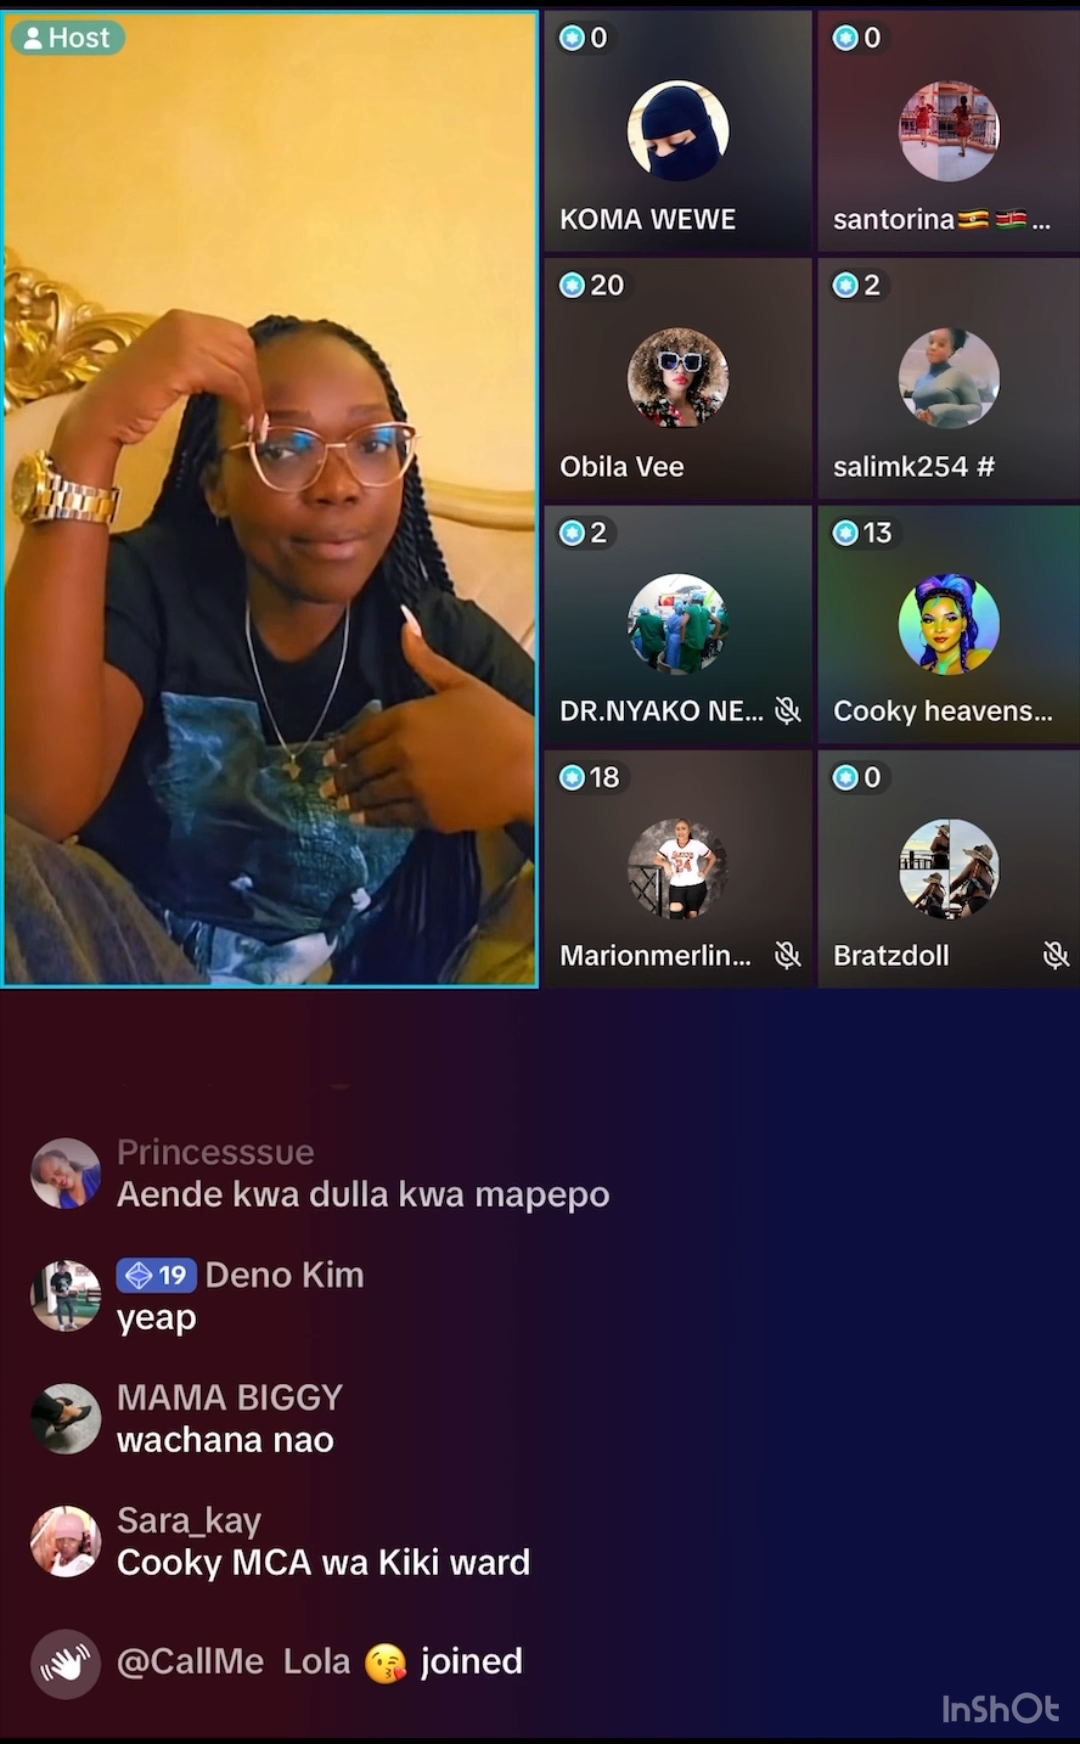 Host
0
KOMA WEWE
0
santorina🇺🇬🇰🇪...
20
Obila Vee
2
salimk254 #
2
DR.NYAKO NE...
13
Cooky heavens...
18
Marionmerlin...
0
Bratzdoll
Princesssue
Aende kwa dulla kwa mapepo
19 Deno Kim
yeap
MAMA BIGGY
wachana nao
Sara_kay
Cooky MCA wa Kiki ward
@CallMe Lola 😘 joined
InShOt